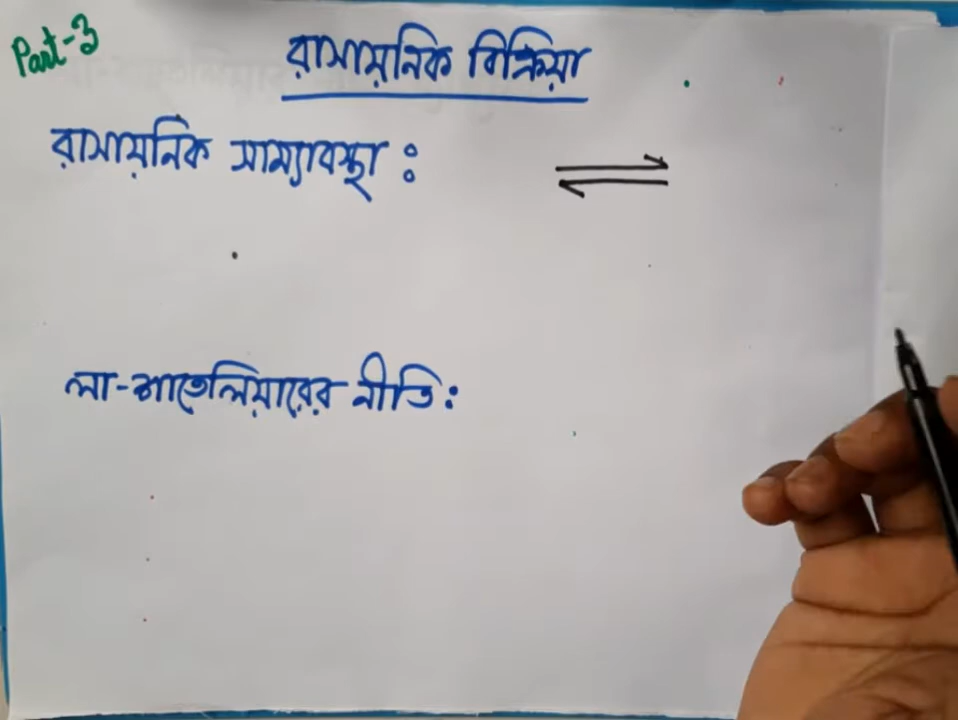 Part-3
রাসায়নিক বিক্রিয়া
রাসায়নিক সাম্যাবস্থা :
লা-শাতেলিয়ারের নীতি: